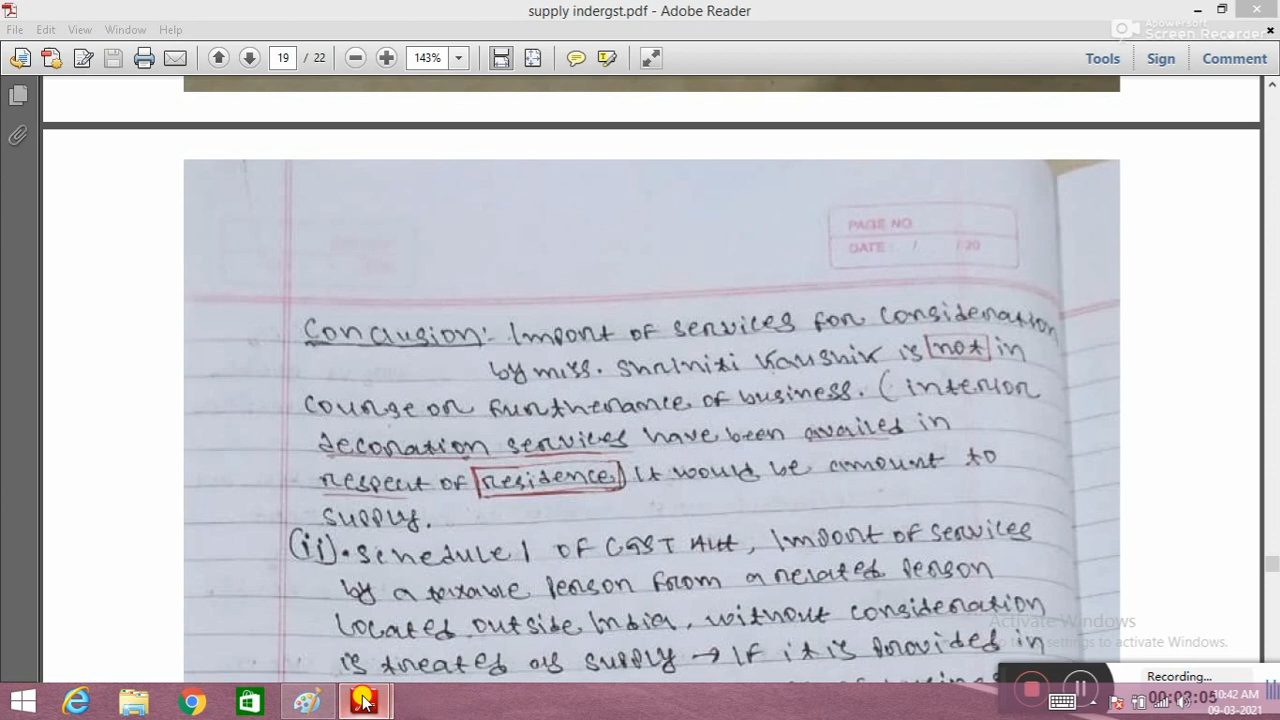 supply indergst.pdf - Adobe Reader
File Edit View Window Help
Apowersoft
Screen Recorder
19 / 22 143% Tools Sign Comment
PAGE NO
DATE / / 20
Conclusion: Import of services for consideration
by miss. Shriniti Kaushik is not in
course or furtherance of business. (interior
decoration services have been availed in
respect of residence) It would be amount to
supply.
(ii). Schedule 1 of CGST Act, Import of services
by a taxable person from a related person
located outside India, without consideration
is treated as supply → If it is provided in
Activate Windows
settings to activate Windows.
Recording...
00:03:05
10:42 AM
09-03-2021